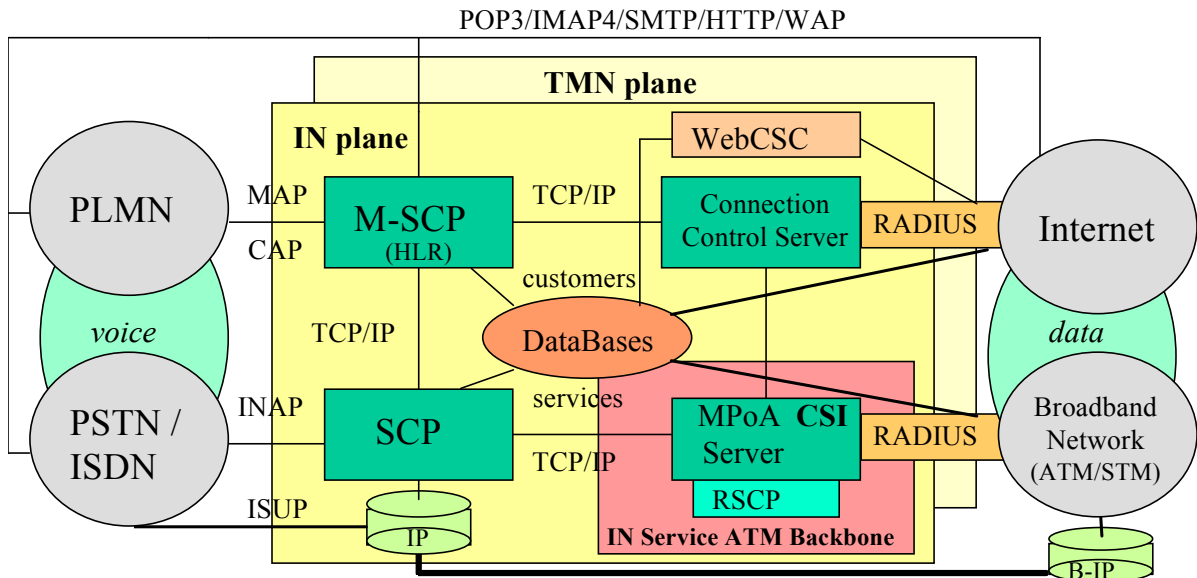 POP3/IMAP4/SMTP/HTTP/WAP
TMN plane
IN plane
WebCSC
PLMN
MAP
CAP
M-SCP
(HLR)
TCP/IP
Connection
Control Server
RADIUS
Internet
customers
voice
TCP/IP
DataBases
data
services
PSTN /
ISDN
INAP
SCP
TCP/IP
MPoA CSI
Server
RADIUS
Broadband
Network
(ATM/STM)
RSCP
ISUP
IP
IN Service ATM Backbone
B-IP